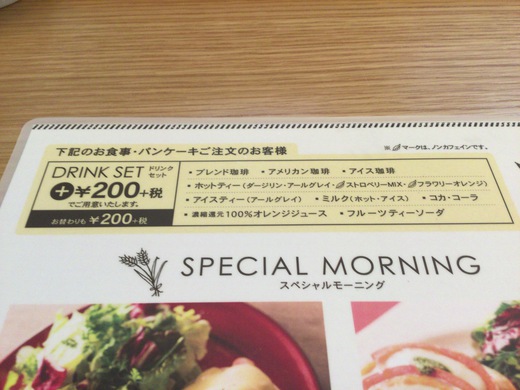 下記のお食事・パンケーキご注文のお客様
※マークは、ノンカフェインです。
DRINK SET ドリンクセット
+¥200+税
でご用意いたします。
お替わりも ¥200+税
・ブレンド珈琲 ・アメリカン珈琲 ・アイス珈琲
・ホットティー(ダージリン・アールグレイ・ストロベリーMIX・フラワリーオレンジ)
・アイスティー(アールグレイ) ・ミルク(ホット・アイス) ・コカ・コーラ
・濃縮還元100%オレンジジュース ・フルーツティーソーダ
SPECIAL MORNING
スペシャルモーニング